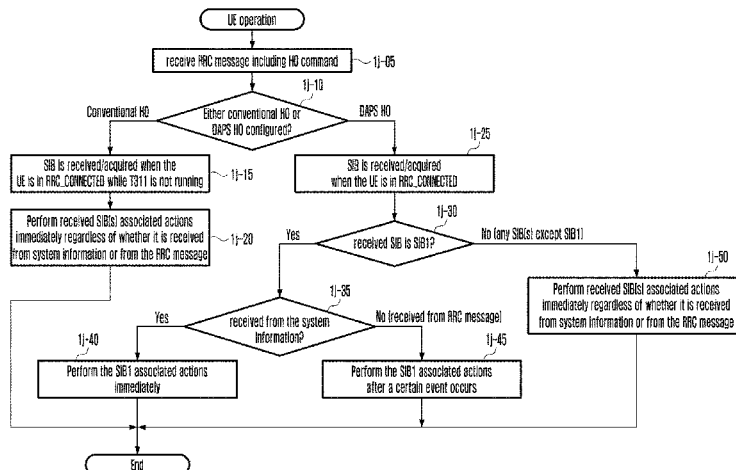 UE operation
receive RRC message including HO command
1j-05
1j-10
Conventional HO
Either conventional HO or
DAPS HO configured?
DAPS HO
1j-25
SIB is received/acquired when the
UE is in RRC_CONNECTED while T311 is not running
1j-15
SIB is received/acquired
when the UE is in RRC_CONNECTED
Perform received SIB(s) associated actions
immediately regardless of whether it is received
from system information or from the RRC message
1j-20
1j-30
Yes
received SIB is SIB1?
No (any SIB(s) except SIB1)
1j-50
Perform received SIB(s) associated actions
immediately regardless of whether it is received
from system information or from the RRC message
1j-35
Yes
received from the system
information?
No (received from RRC message)
1j-40
1j-45
Perform the SIB1 associated actions
immediately
Perform the SIB1 associated actions
after a certain event occurs
End